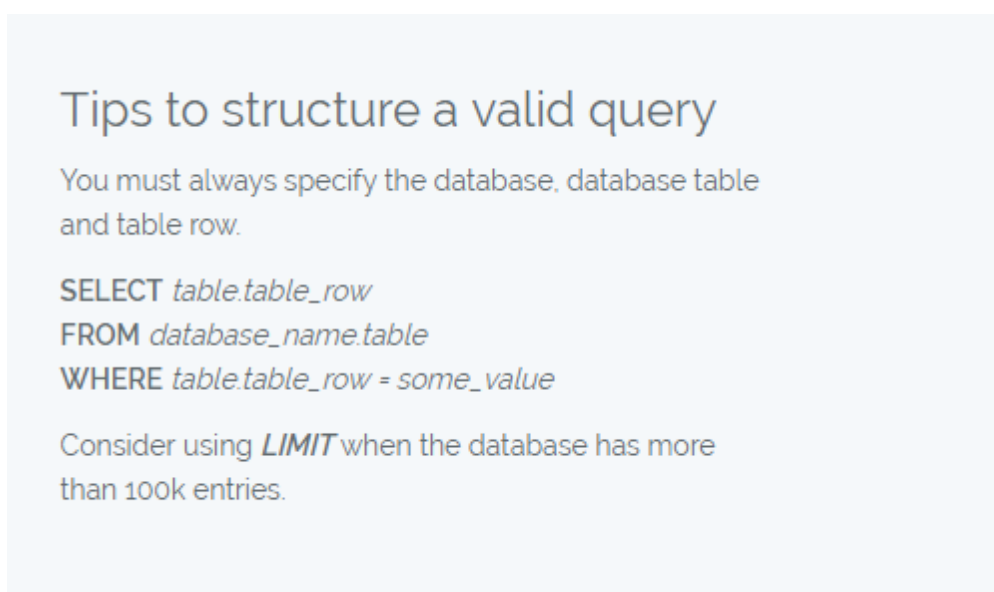 Tips to structure a valid query
You must always specify the database, database table
and table row.
SELECT table.table_row
FROM database_name.table
WHERE table.table_row = some_value
Consider using LIMIT when the database has more
than 100k entries.